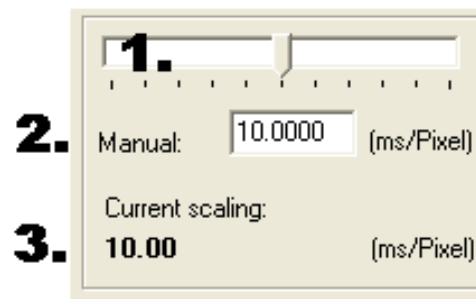 1.
2. Manual: 10.0000 (ms/Pixel)
Current scaling:
3. 10.00 (ms/Pixel)